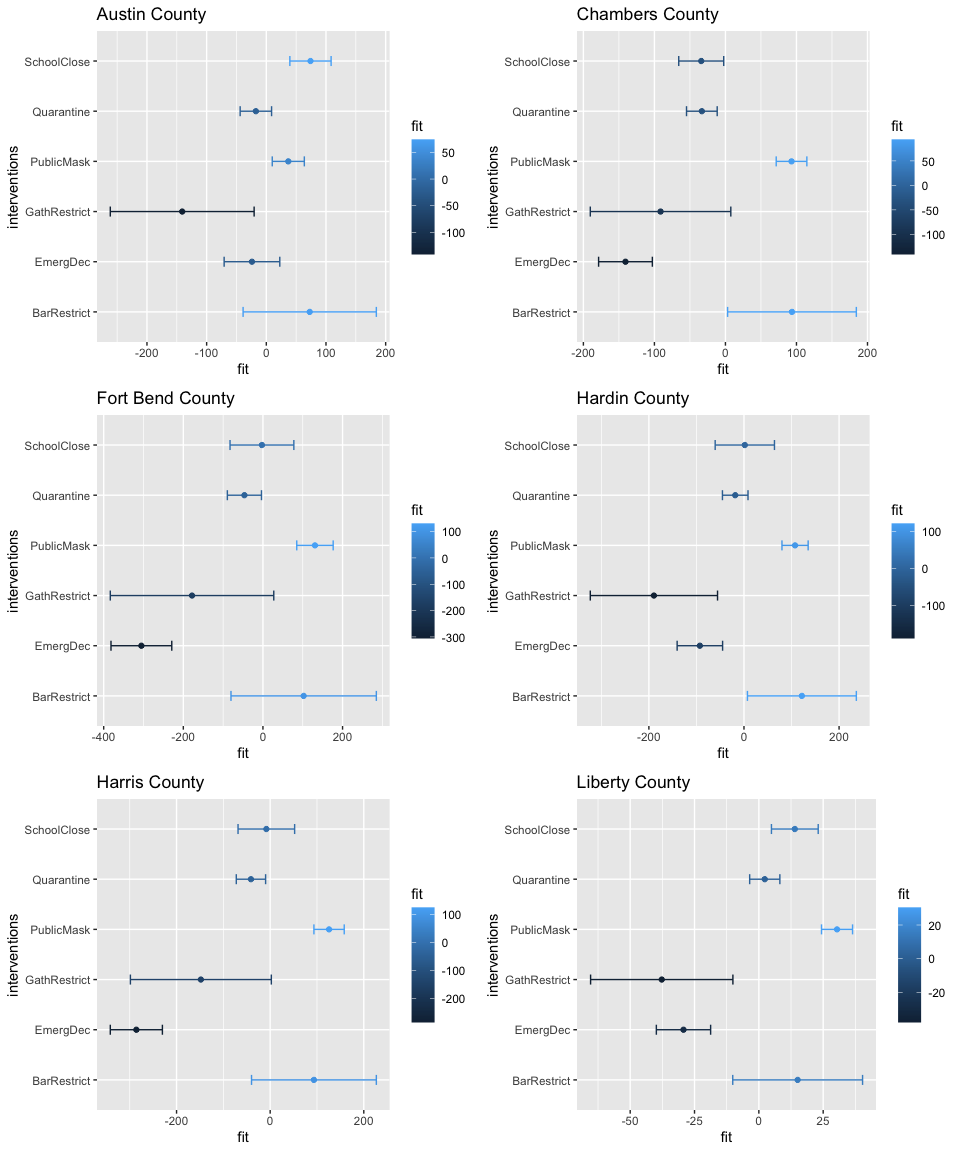 Austin County
interventions
SchoolClose
Quarantine
PublicMask
GathRestrict
EmergDec
BarRestrict
-200 -100 0 100 200
fit
fit
50
0
-50
-100
Chambers County
interventions
SchoolClose
Quarantine
PublicMask
GathRestrict
EmergDec
BarRestrict
-200 -100 0 100 200
fit
fit
50
0
-50
-100
Fort Bend County
interventions
SchoolClose
Quarantine
PublicMask
GathRestrict
EmergDec
BarRestrict
-400 -200 0 200
fit
fit
100
0
-100
-200
-300
Hardin County
interventions
SchoolClose
Quarantine
PublicMask
GathRestrict
EmergDec
BarRestrict
-200 0 200
fit
fit
100
0
-100
Harris County
interventions
SchoolClose
Quarantine
PublicMask
GathRestrict
EmergDec
BarRestrict
-200 0 200
fit
fit
100
0
-100
-200
Liberty County
interventions
SchoolClose
Quarantine
PublicMask
GathRestrict
EmergDec
BarRestrict
-50 -25 0 25
fit
fit
20
0
-20